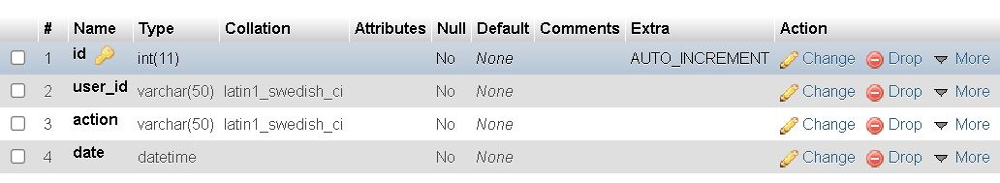 # Name Type Collation Attributes Null Default Comments Extra Action
1 id int(11) No None AUTO_INCREMENT Change Drop More
2 user_id varchar(50) latin1_swedish_ci No None Change Drop More
3 action varchar(50) latin1_swedish_ci No None Change Drop More
4 date datetime No None Change Drop More